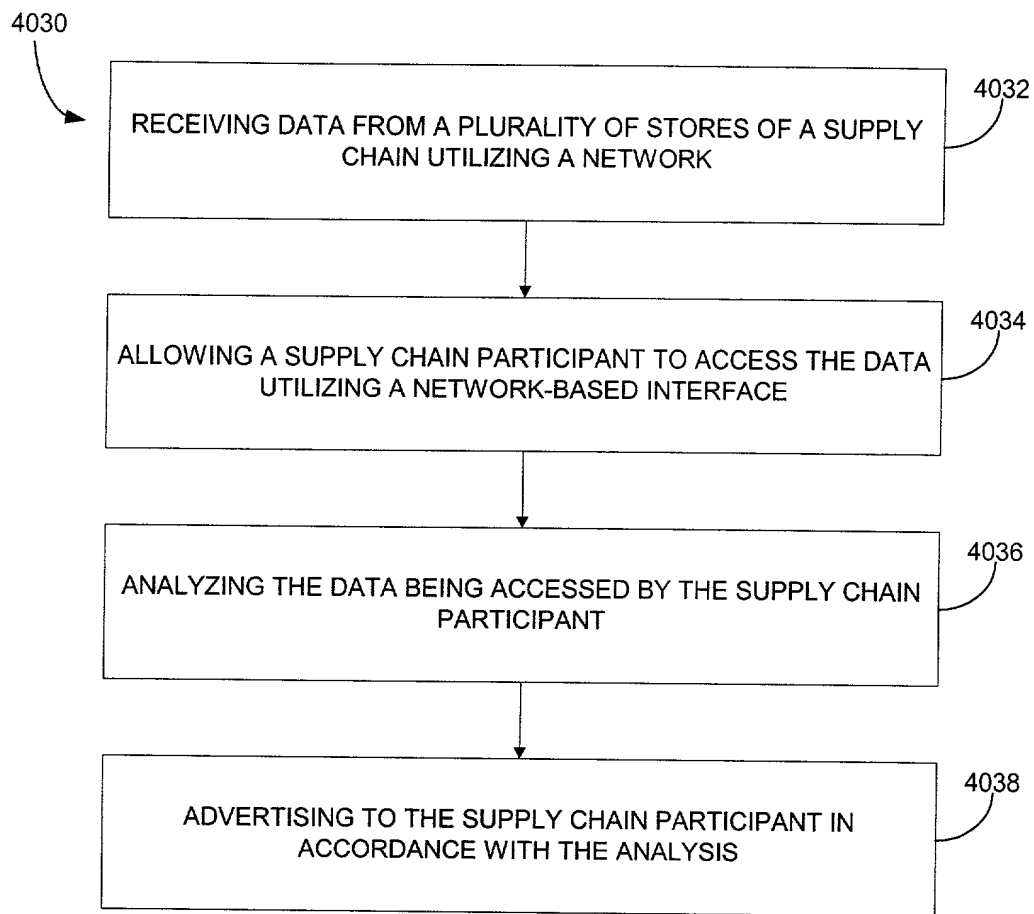 4030
4032
RECEIVING DATA FROM A PLURALITY OF STORES OF A SUPPLY
CHAIN UTILIZING A NETWORK
4034
ALLOWING A SUPPLY CHAIN PARTICIPANT TO ACCESS THE DATA
UTILIZING A NETWORK-BASED INTERFACE
4036
ANALYZING THE DATA BEING ACCESSED BY THE SUPPLY CHAIN
PARTICIPANT
4038
ADVERTISING TO THE SUPPLY CHAIN PARTICIPANT IN
ACCORDANCE WITH THE ANALYSIS